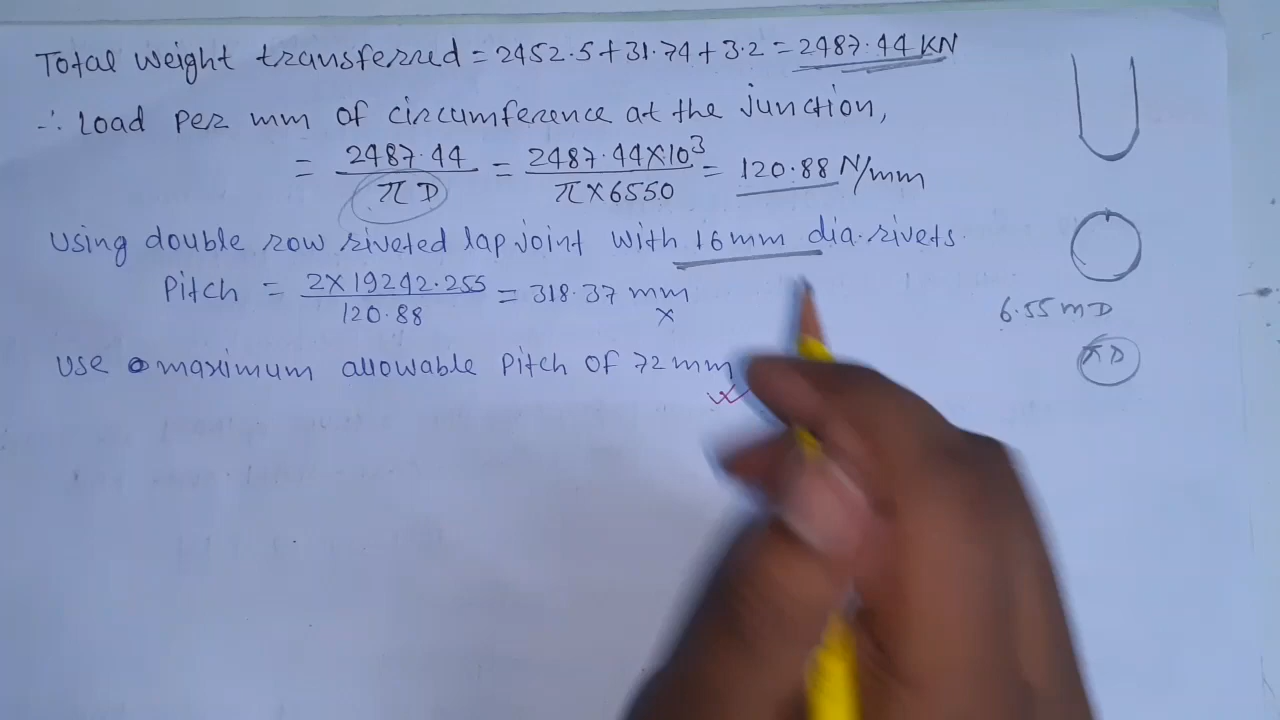 Total weight transferred = 2452.5+31.74+3.2 = 2487.44 KN
∴ Load per mm of circumference at the junction,
= 2487.44 / πD = 2487.44×10³ / π×6550 = 120.88 N/mm
Using double row riveted lap joint with 16mm dia. rivets.
Pitch = 2×19242.255 / 120.88 = 318.37 mm
×
6.55 m D
πD
Use maximum allowable pitch of 72mm